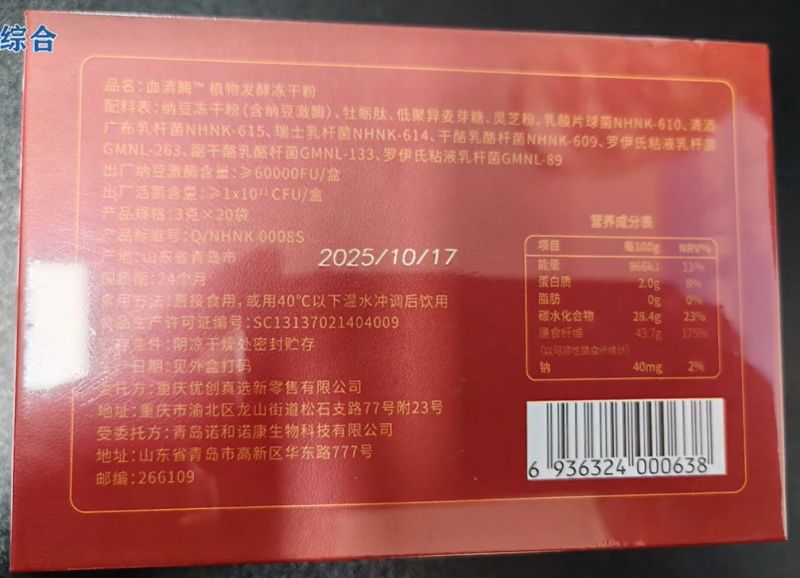 综合
品名:血清酶™ 植物发酵冻干粉
配料表:纳豆冻干粉(含纳豆激酶)、牡蛎肽、低聚异麦芽糖、灵芝粉、乳酸片球菌NHNK-610、清酒
广布乳杆菌NHNK-615、瑞士乳杆菌NHNK-614、干酪乳酪杆菌NHNK-609、罗伊氏粘液乳杆菌
GMNL-263、副干酪乳酪杆菌GMNL-133、罗伊氏粘液乳杆菌GMNL-89
出厂纳豆激酶含量:≥60000FU/盒
出厂活菌含量:≥1x10¹¹CFU/盒
产品规格:3克×20袋
产品标准号:Q/NHNK 0008S
产地:山东省青岛市
保质期:24个月
食用方法:直接食用,或用40℃以下温水冲调后饮用
食品生产许可证编号:SC13137021404009
贮存条件:阴凉干燥处密封贮存
生产日期:见外盒打码
委托方:重庆优创真选新零售有限公司
地址:重庆市渝北区龙山街道松石支路77号附23号
受委托方:青岛诺和诺康生物科技有限公司
地址:山东省青岛市高新区华东路777号
邮编:266109
2025/10/17
营养成分表
项目 每100g NRV%
能量 866kJ 11%
蛋白质 2.0g 8%
脂肪 0g 0%
碳水化合物 28.4g 23%
膳食纤维 43.7g 175%
(以可溶性膳食纤维计)
钠 40mg 2%
6 936324 000638